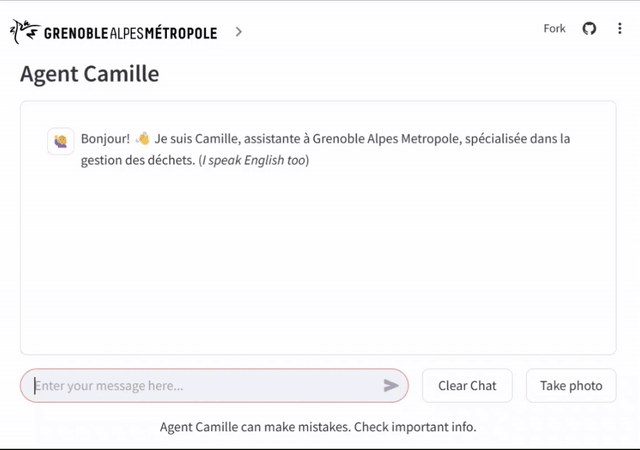 GRENOBLEALPESMÉTROPOLE
Fork
Agent Camille
Bonjour! 👋 Je suis Camille, assistante à Grenoble Alpes Metropole, spécialisée dans la
gestion des déchets. (I speak English too)
Enter your message here...
Clear Chat
Take photo
Agent Camille can make mistakes. Check important info.